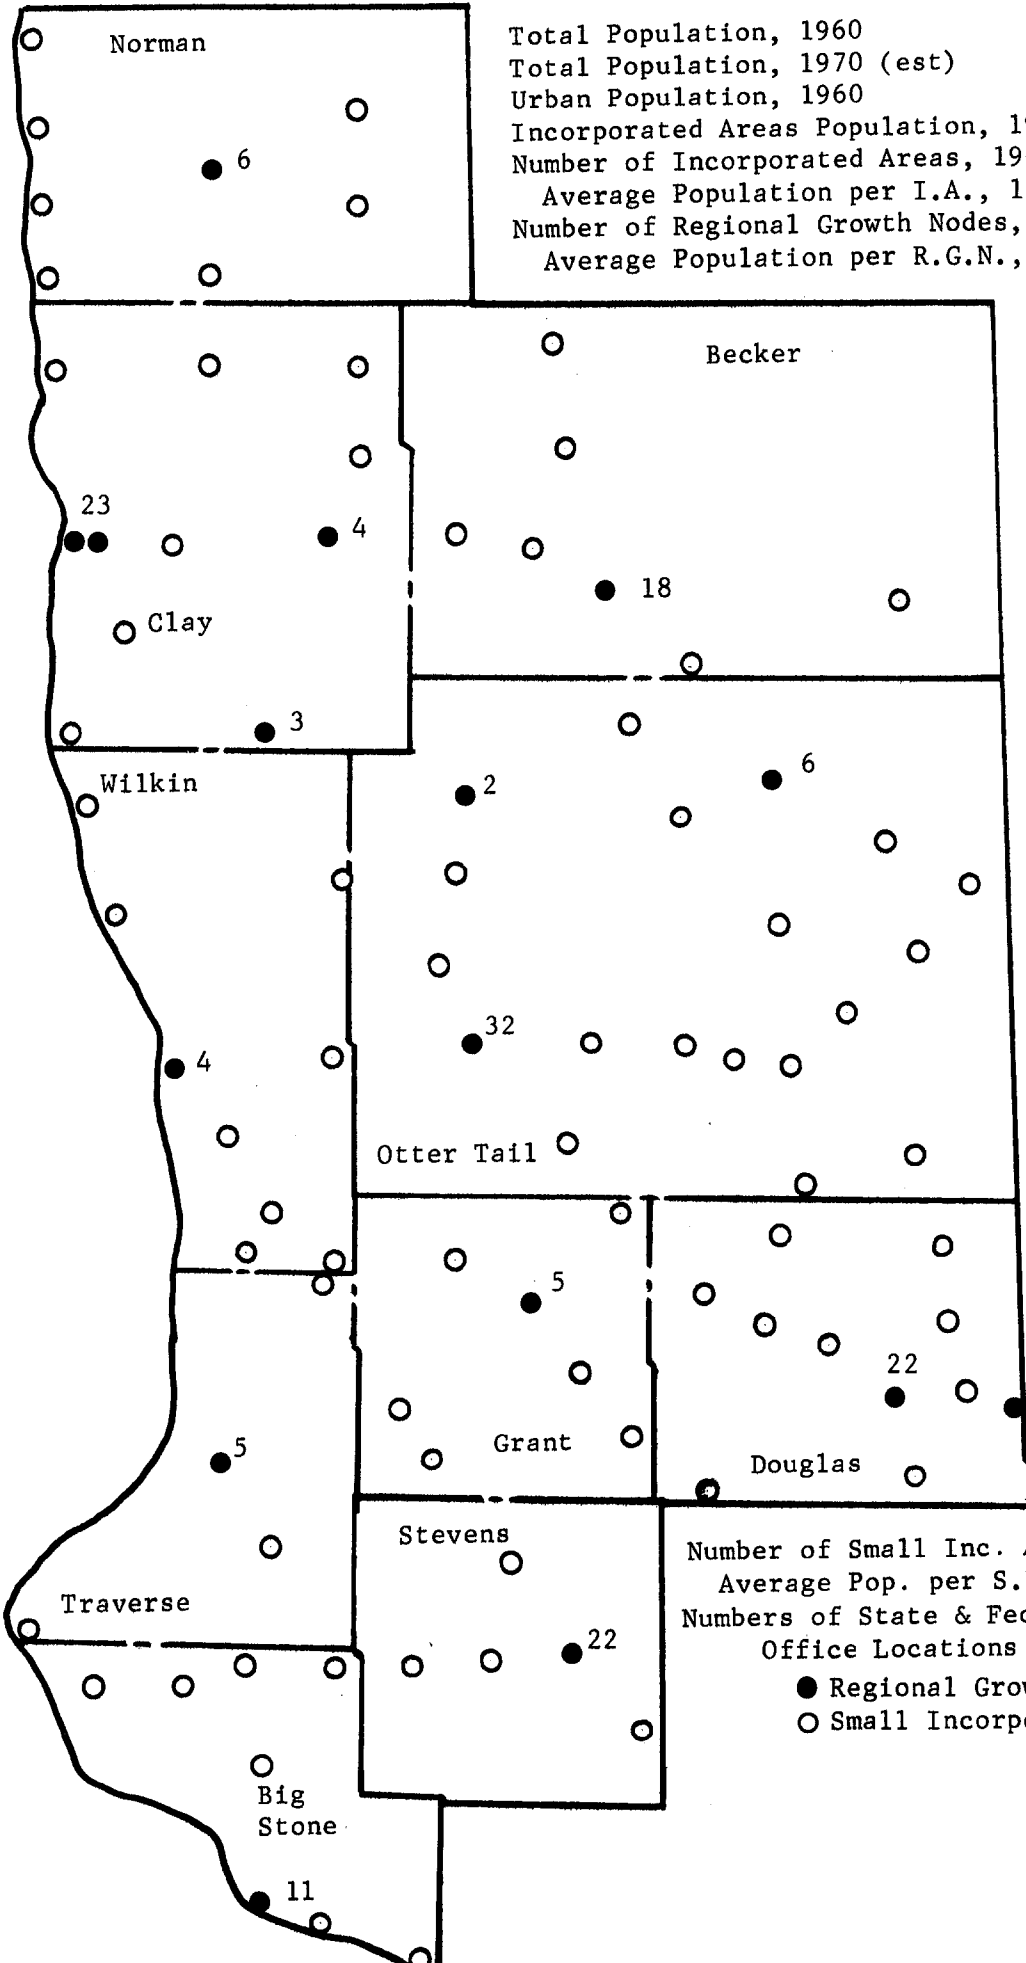 Norman
Total Population, 1960
Total Population, 1970 (est)
Urban Population, 1960
Incorporated Areas Population,
Number of Incorporated Areas,
Average Population per I.A.,
Number of Regional Growth Nodes,
Average Population per R.G.N.,
6
Becker
23
4
18
Clay
3
Wilkin
2
6
32
4
Otter Tail
5
22
5
Grant
Douglas
Stevens
Number of Small Inc.
Average Pop. per
Traverse
Numbers of State &
22
Office Locations
Regional
Small
Big
Stone
11